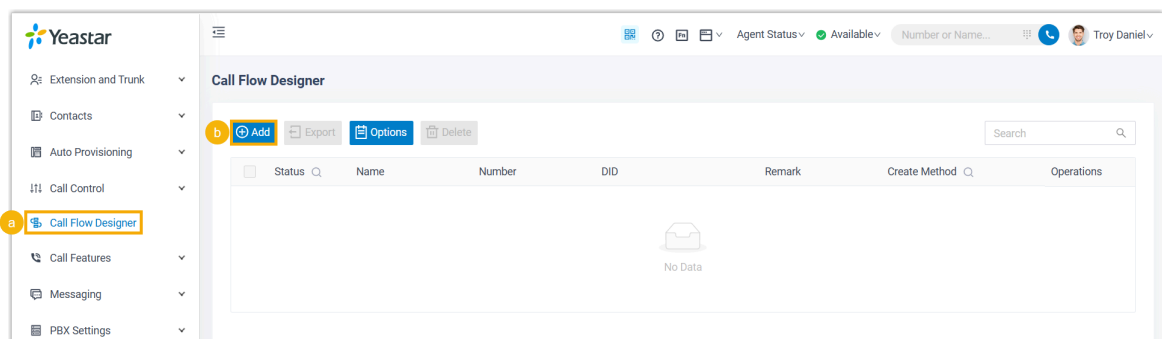 Yeastar
Fn Agent Status Available Number or Name... Troy Daniel
Extension and Trunk
Contacts
Auto Provisioning
Call Control
a Call Flow Designer
Call Features
Messaging
PBX Settings
Call Flow Designer
b Add Export Options Delete Search
Status Name Number DID Remark Create Method Operations
No Data